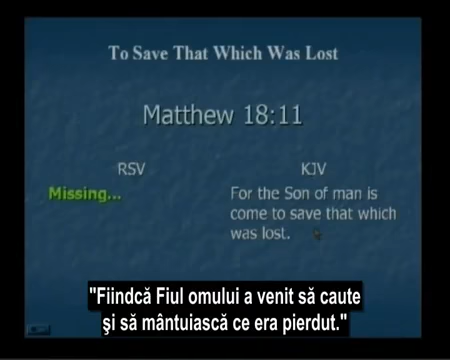 To Save That Which Was Lost
Matthew 18:11
RSV
Missing...
KJV
For the Son of man is
come to save that which
was lost.
"Fiindcă Fiul omului a venit să caute
şi să mântuiască ce era pierdut."